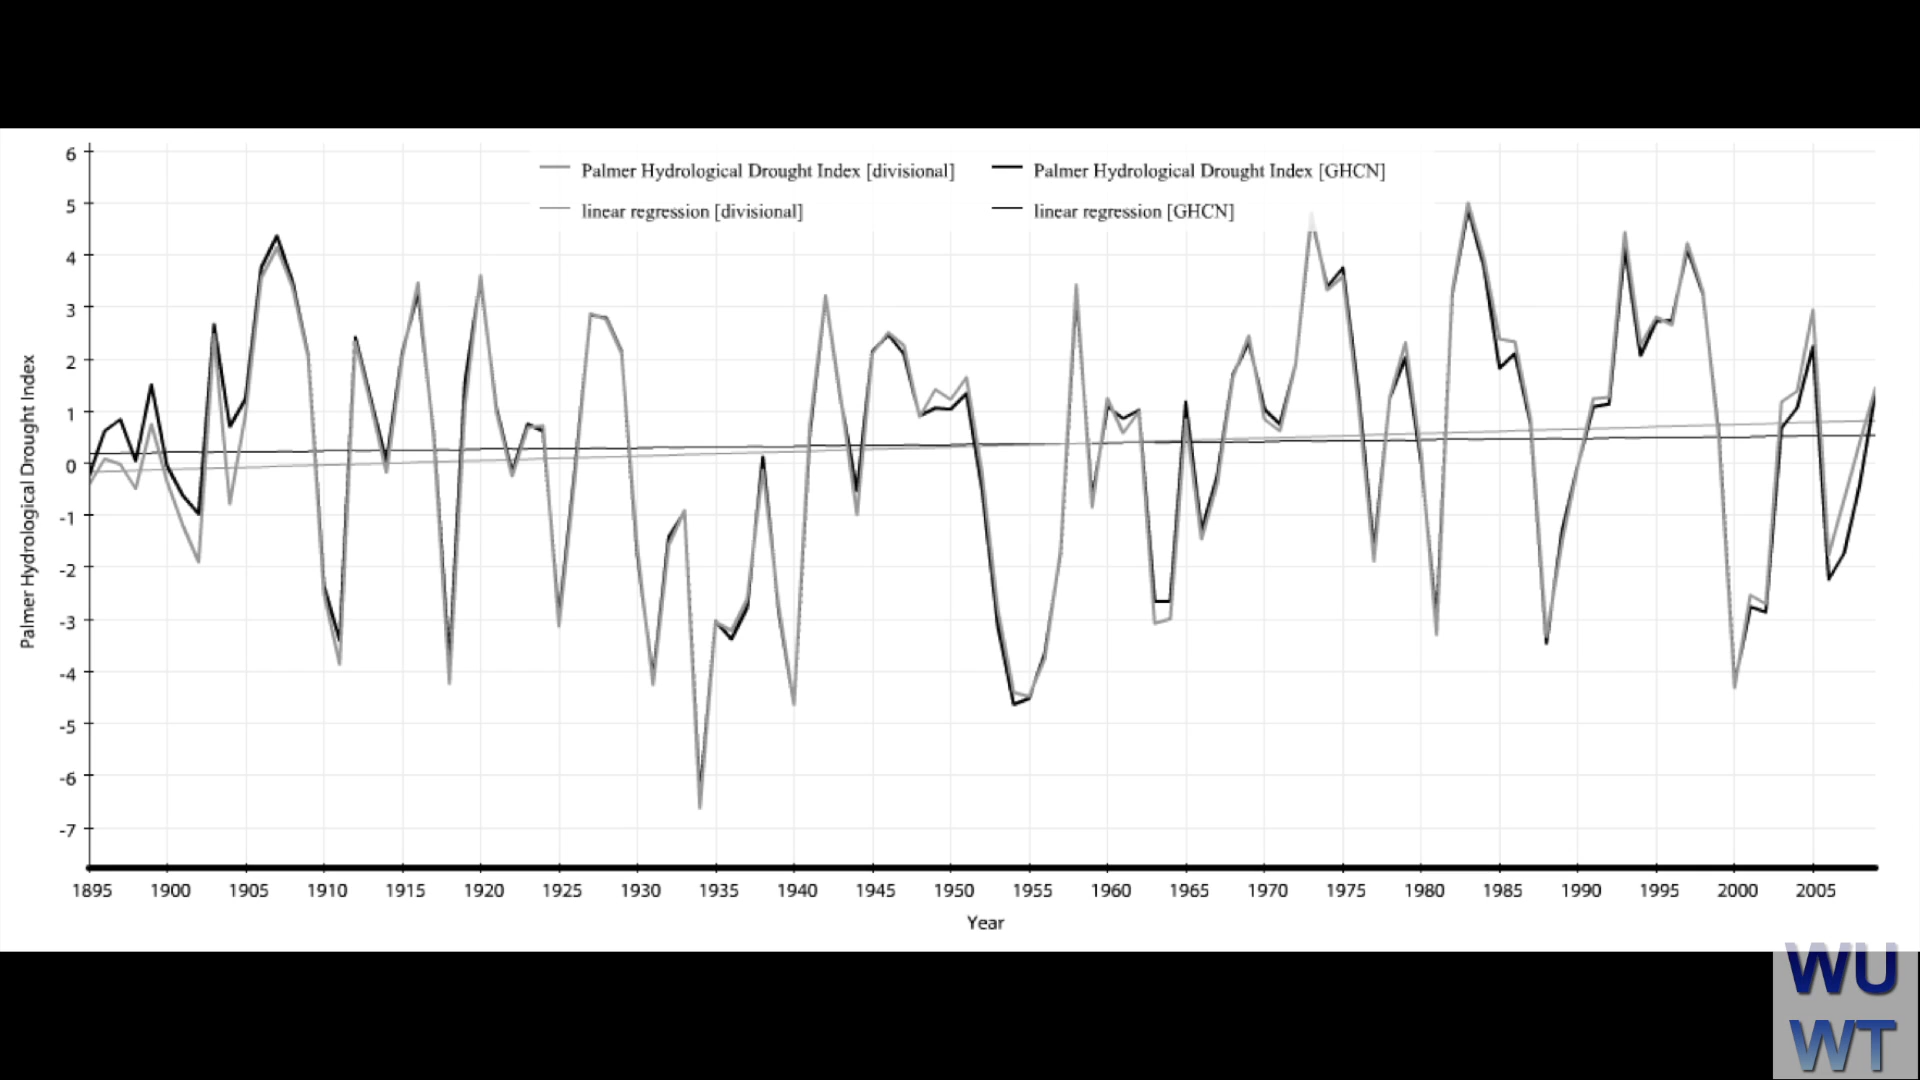 Palmer Hydrological Drought Index [divisional] Palmer Hydrological Drought Index [GHCN]
linear regression [divisional] linear regression [GHCN]
Palmer Hydrological Drought Index
6
5
4
3
2
1
0
-1
-2
-3
-4
-5
-6
-7
1895 1900 1905 1910 1915 1920 1925 1930 1935 1940 1945 1950 1955 1960 1965 1970 1975 1980 1985 1990 1995 2000 2005
Year
WU
WT